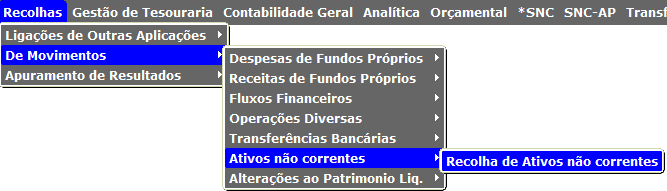 Recolhas Gestão de Tesouraria Contabilidade Geral Analítica Orçamental *SNC SNC-AP Transf
Ligações de Outras Aplicações
De Movimentos
Apuramento de Resultados
Despesas de Fundos Próprios
Receitas de Fundos Próprios
Fluxos Financeiros
Operações Diversas
Transferências Bancárias
Ativos não correntes
Alterações ao Patrimonio Liq.
Recolha de Ativos não correntes